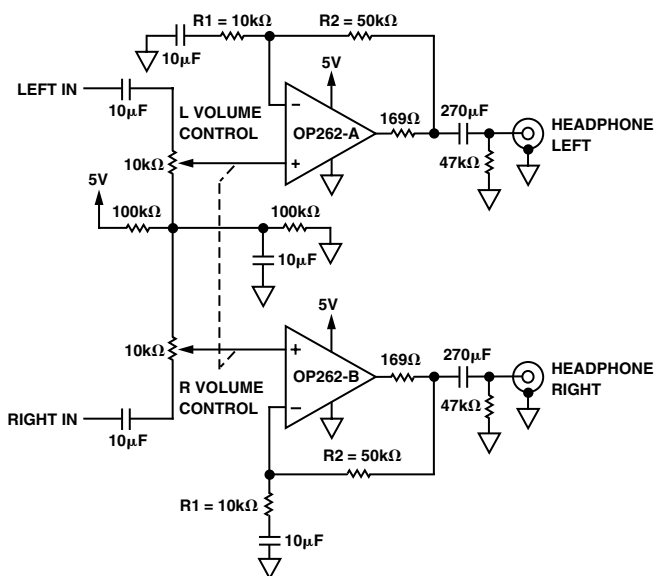 R1 = 10kΩ
R2 = 50kΩ
10µF
5V
LEFT IN
10µF
L VOLUME
CONTROL
−
OP262-A
+
169Ω
270µF
HEADPHONE
LEFT
47kΩ
10kΩ
5V
100kΩ
100kΩ
10µF
5V
10kΩ
+
OP262-B
−
169Ω
270µF
HEADPHONE
RIGHT
47kΩ
R VOLUME
CONTROL
RIGHT IN
10µF
R2 = 50kΩ
R1 = 10kΩ
10µF